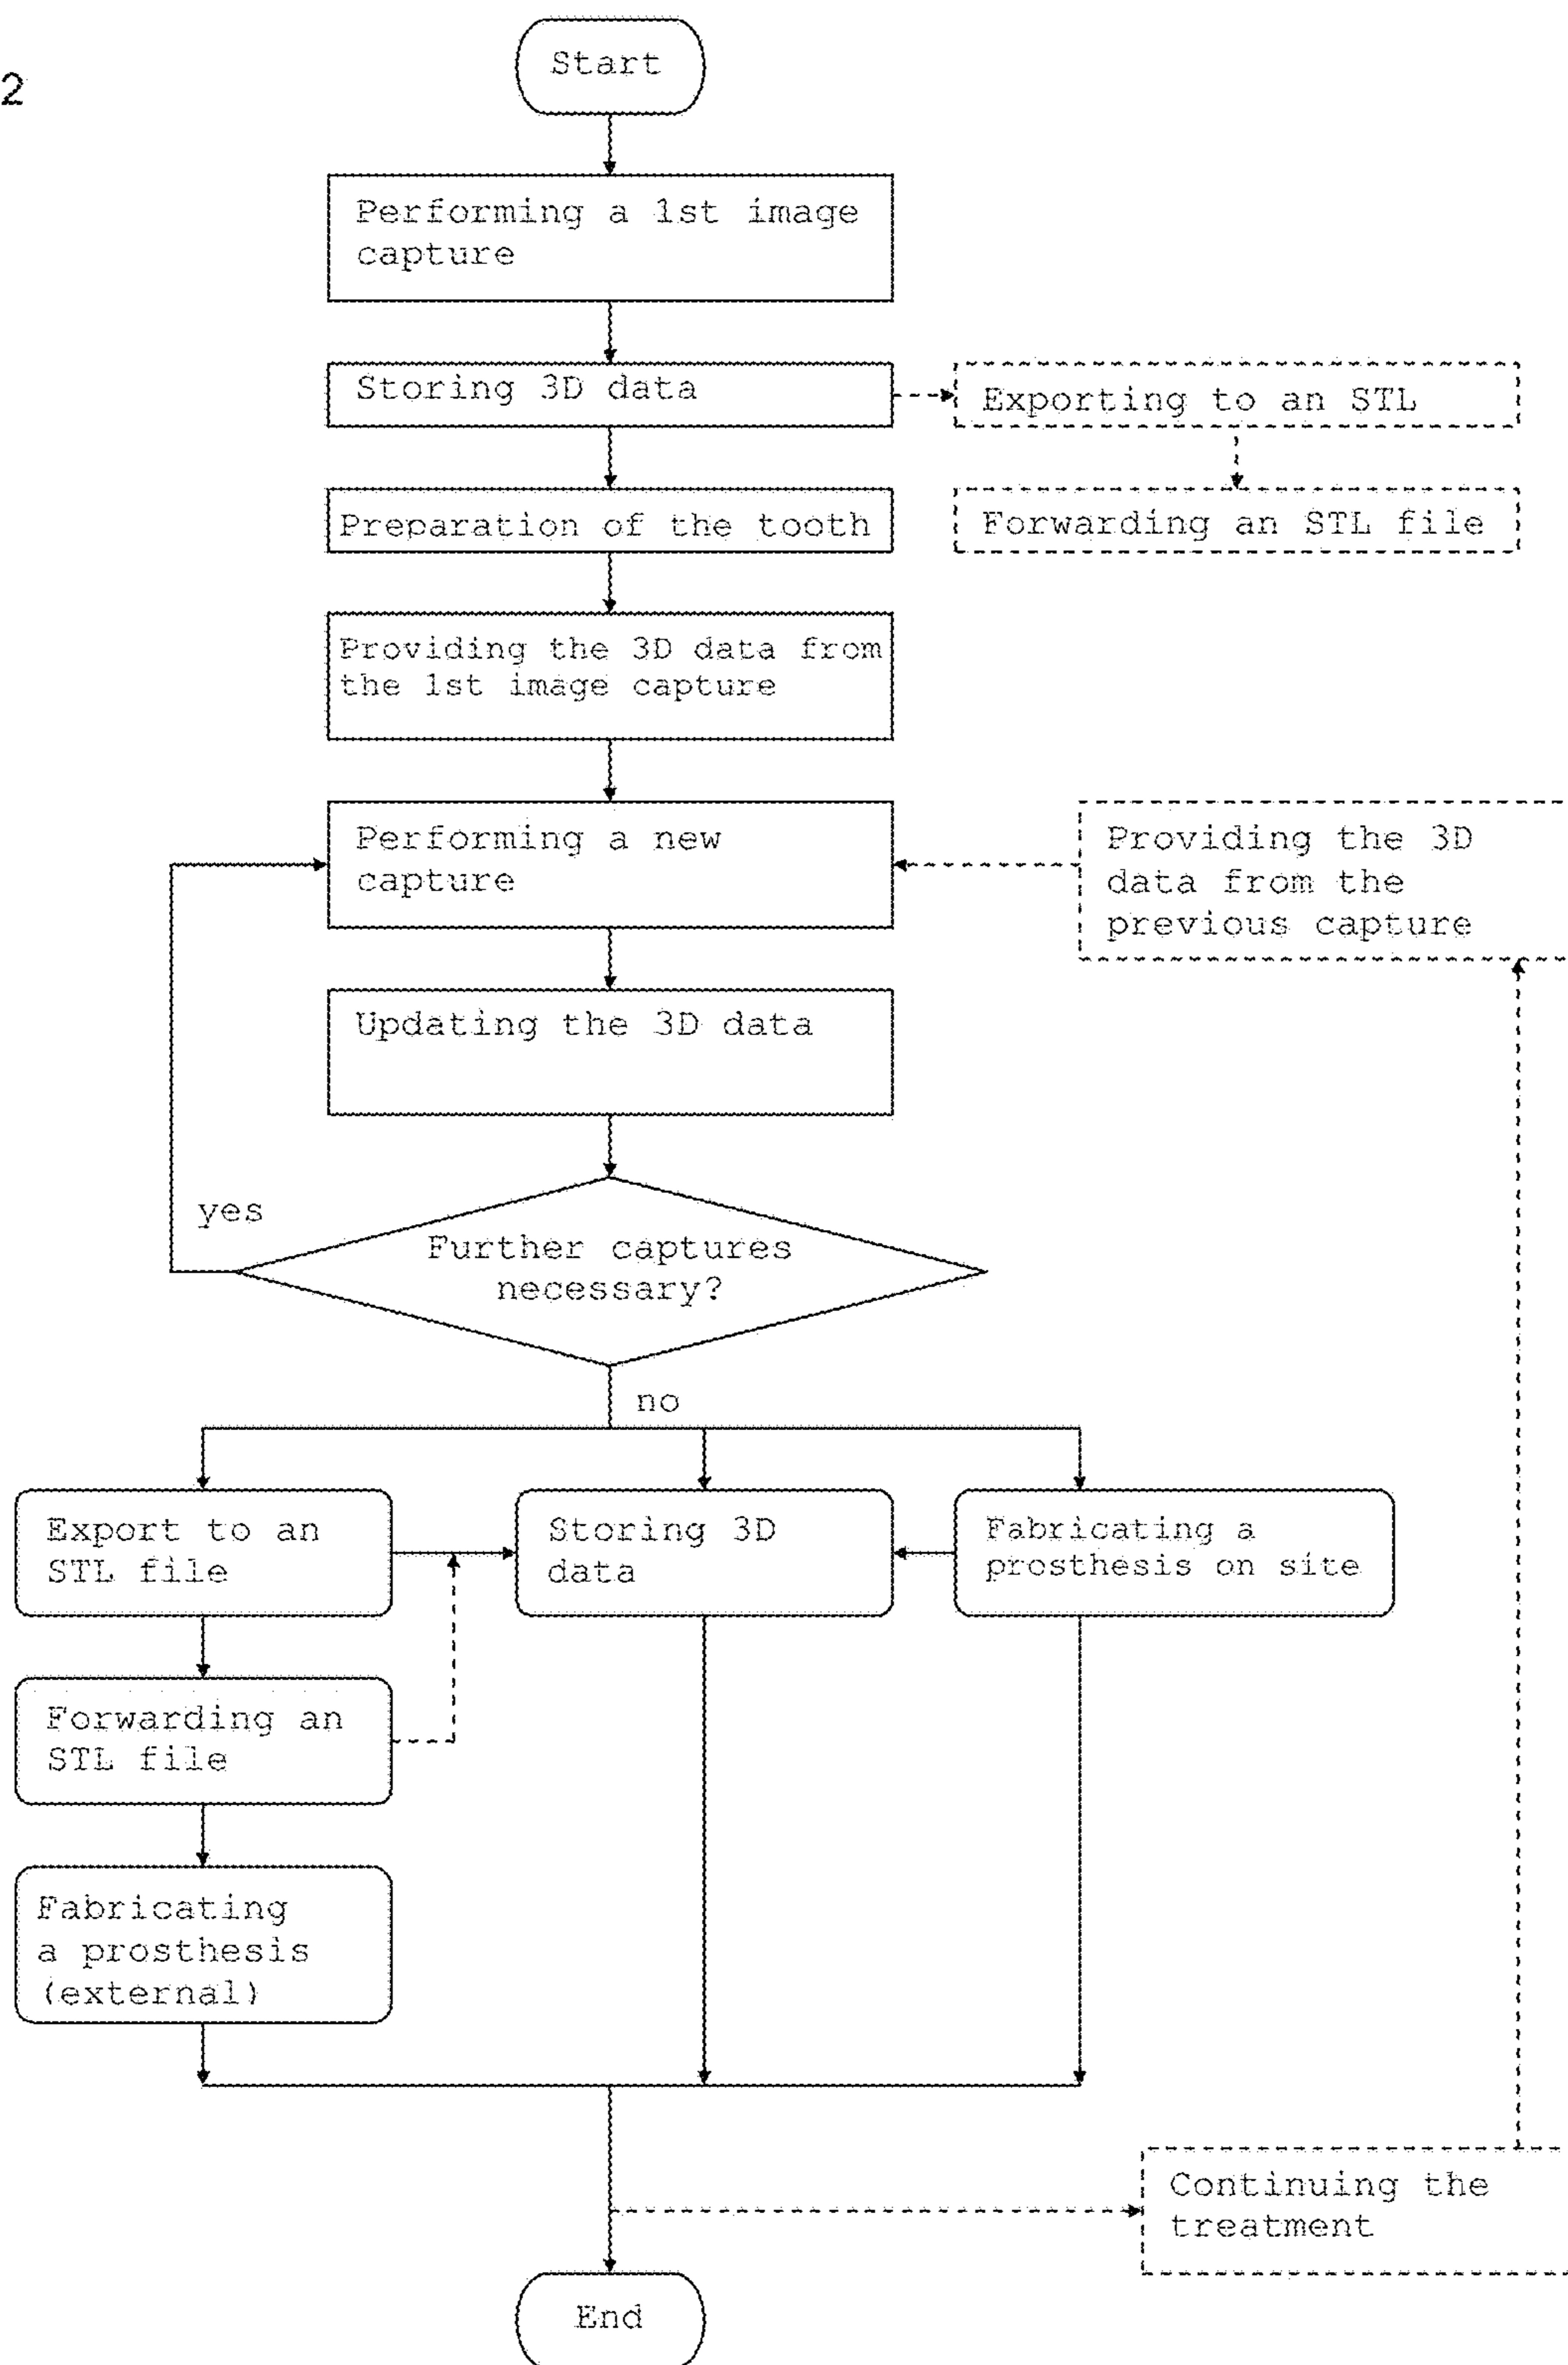 2
Start
Performing a 1st image
capture
Storing 3D data
Exporting to an STL
Preparation of the tooth
Forwarding an STL file
Providing the 3D data from
the 1st image capture
Performing a new
capture
Providing the 3D
data from the
previous capture
Updating the 3D data
yes
Further captures
necessary?
no
Export to an
STL file
Storing 3D
data
Fabricating a
prosthesis on site
Forwarding an
STL file
Fabricating
a prosthesis
(external)
Continuing the
treatment
End